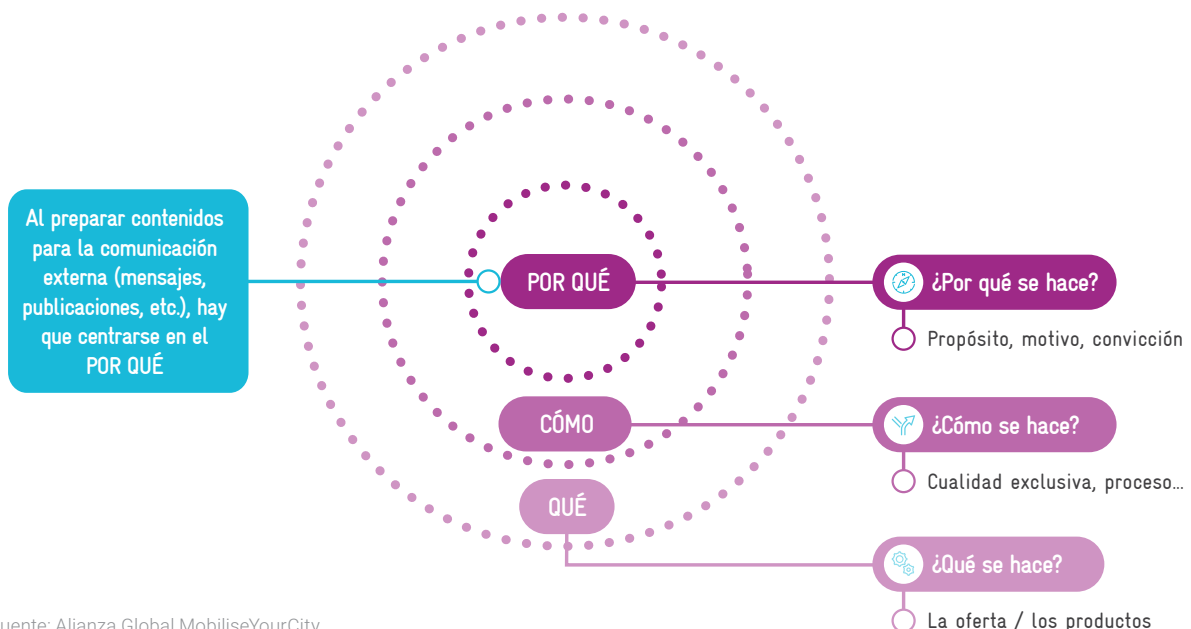 Al preparar contenidos
para la comunicación
externa (mensajes,
publicaciones, etc.), hay
que centrarse en el
POR QUÉ
POR QUÉ
¿Por qué se hace?
Propósito, motivo, convicción
CÓMO
¿Cómo se hace?
Cualidad exclusiva, proceso...
QUÉ
¿Qué se hace?
La oferta / los productos
uente: Alianza Global MobiliseYourCity